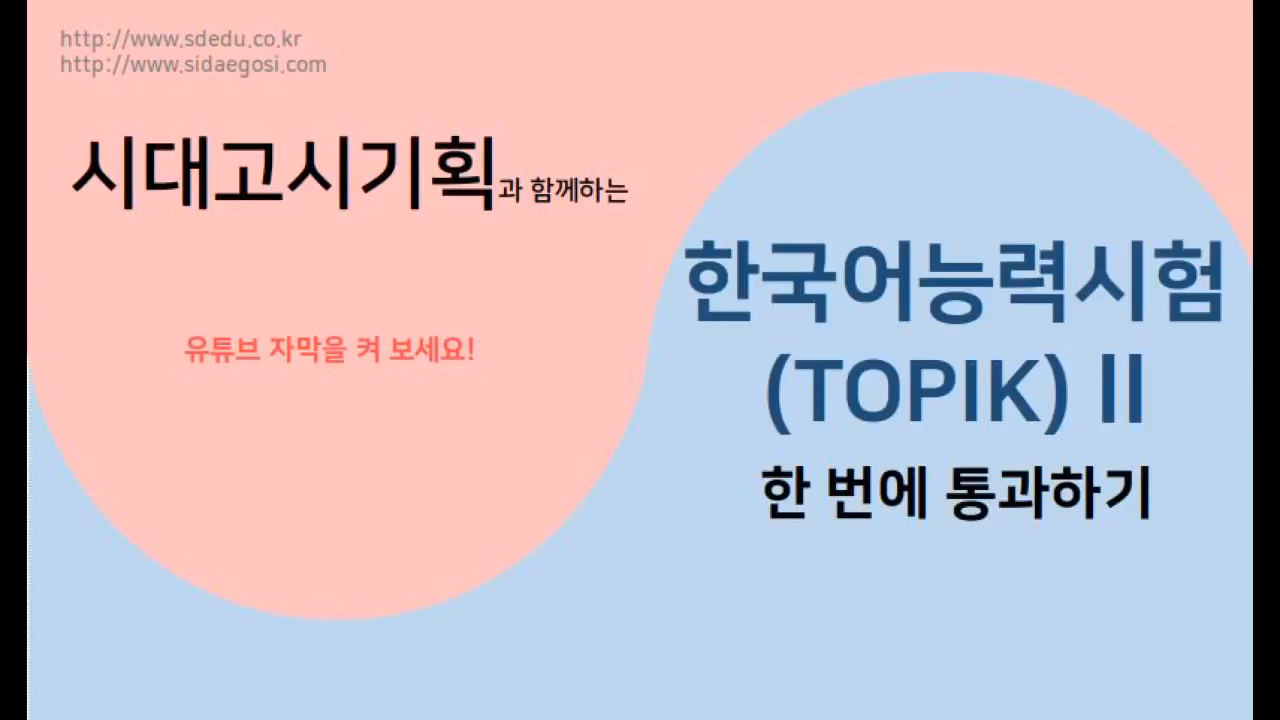 http://www.sdedu.co.kr
http://www.sidaegosi.com
시대고시기획과 함께하는
유튜브 자막을 켜 보세요!
한국어능력시험
(TOPIK) II
한 번에 통과하기